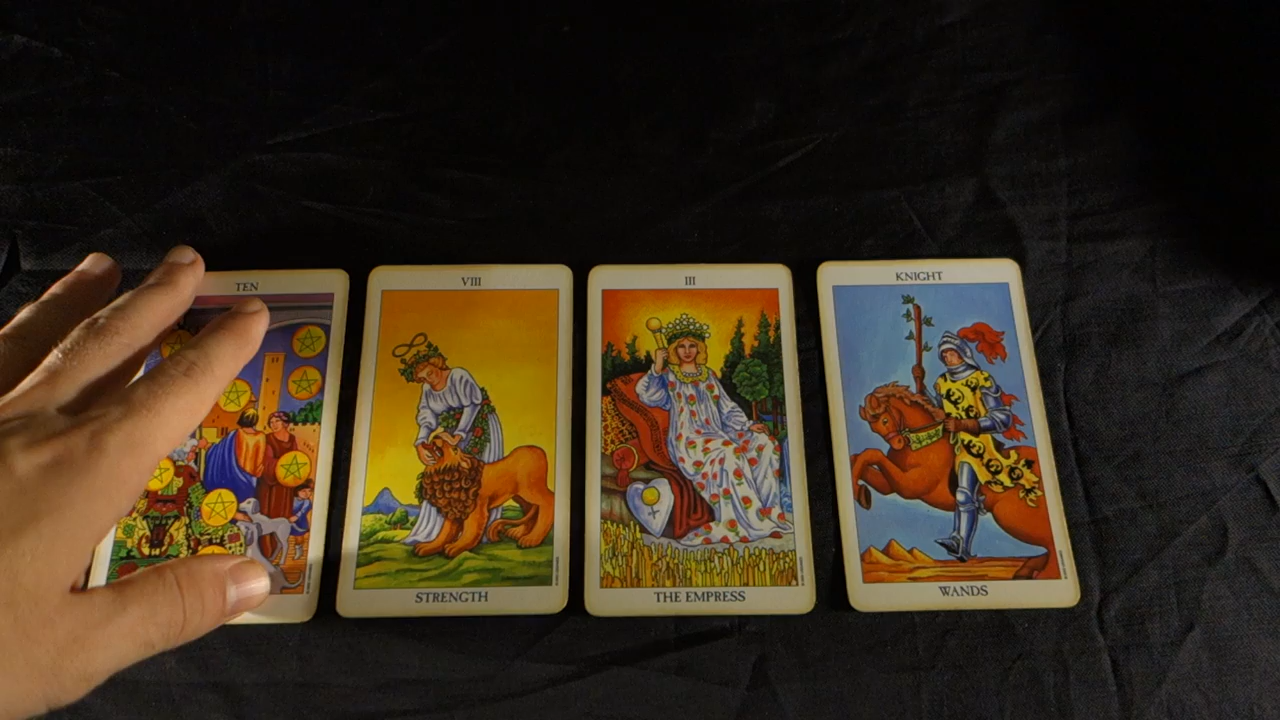 TEN
VIII
STRENGTH
III
THE EMPRESS
KNIGHT
WANDS